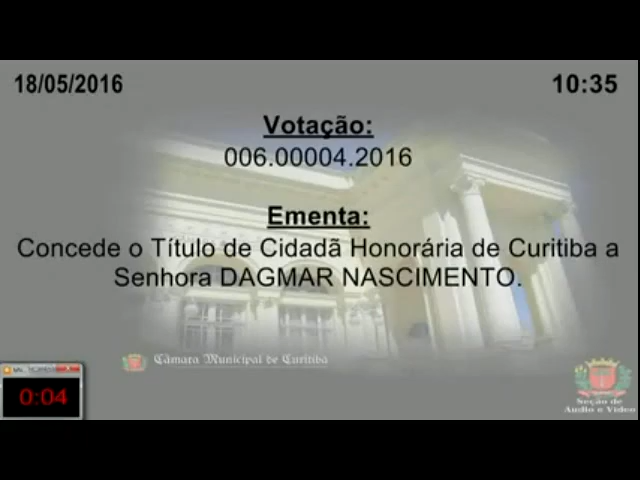 18/05/2016
10:35
Votação:
006.00004.2016
Ementa:
Concede o Título de Cidadã Honorária de Curitiba a
Senhora DAGMAR NASCIMENTO.
Câmara Municipal de Curitiba
0:04
Seção de
Áudio e Vídeo